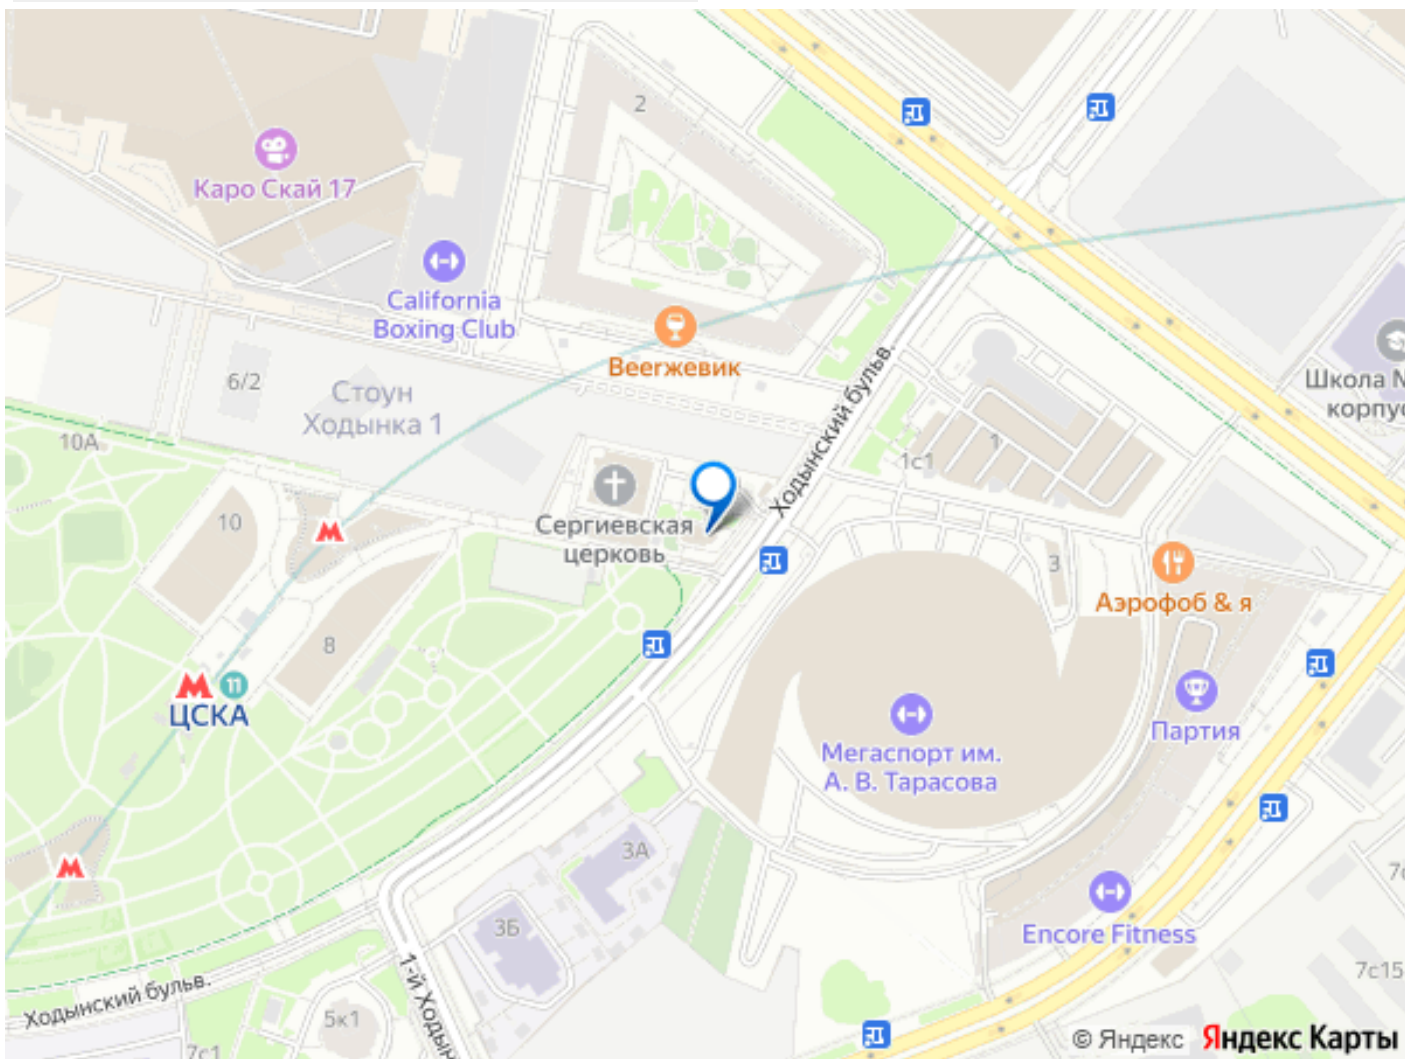 2
Каро Скай 17
California
Boxing Club
Веегжевик
6/2
Стоун
Ходынка 1
10А
Ходынский бульв.
Школа №
корпус
1
1с1
10
М
Сергиевская
церковь
3
Аэрофоб & я
8
М
11
ЦСКА
Мегаспорт им.
А. В. Тарасова
Партия
3А
М
3Б
Encore Fitness
7с15
Ходынский бульв.
1-й Ходын
5к1
7с1
© Яндекс Яндекс Карты